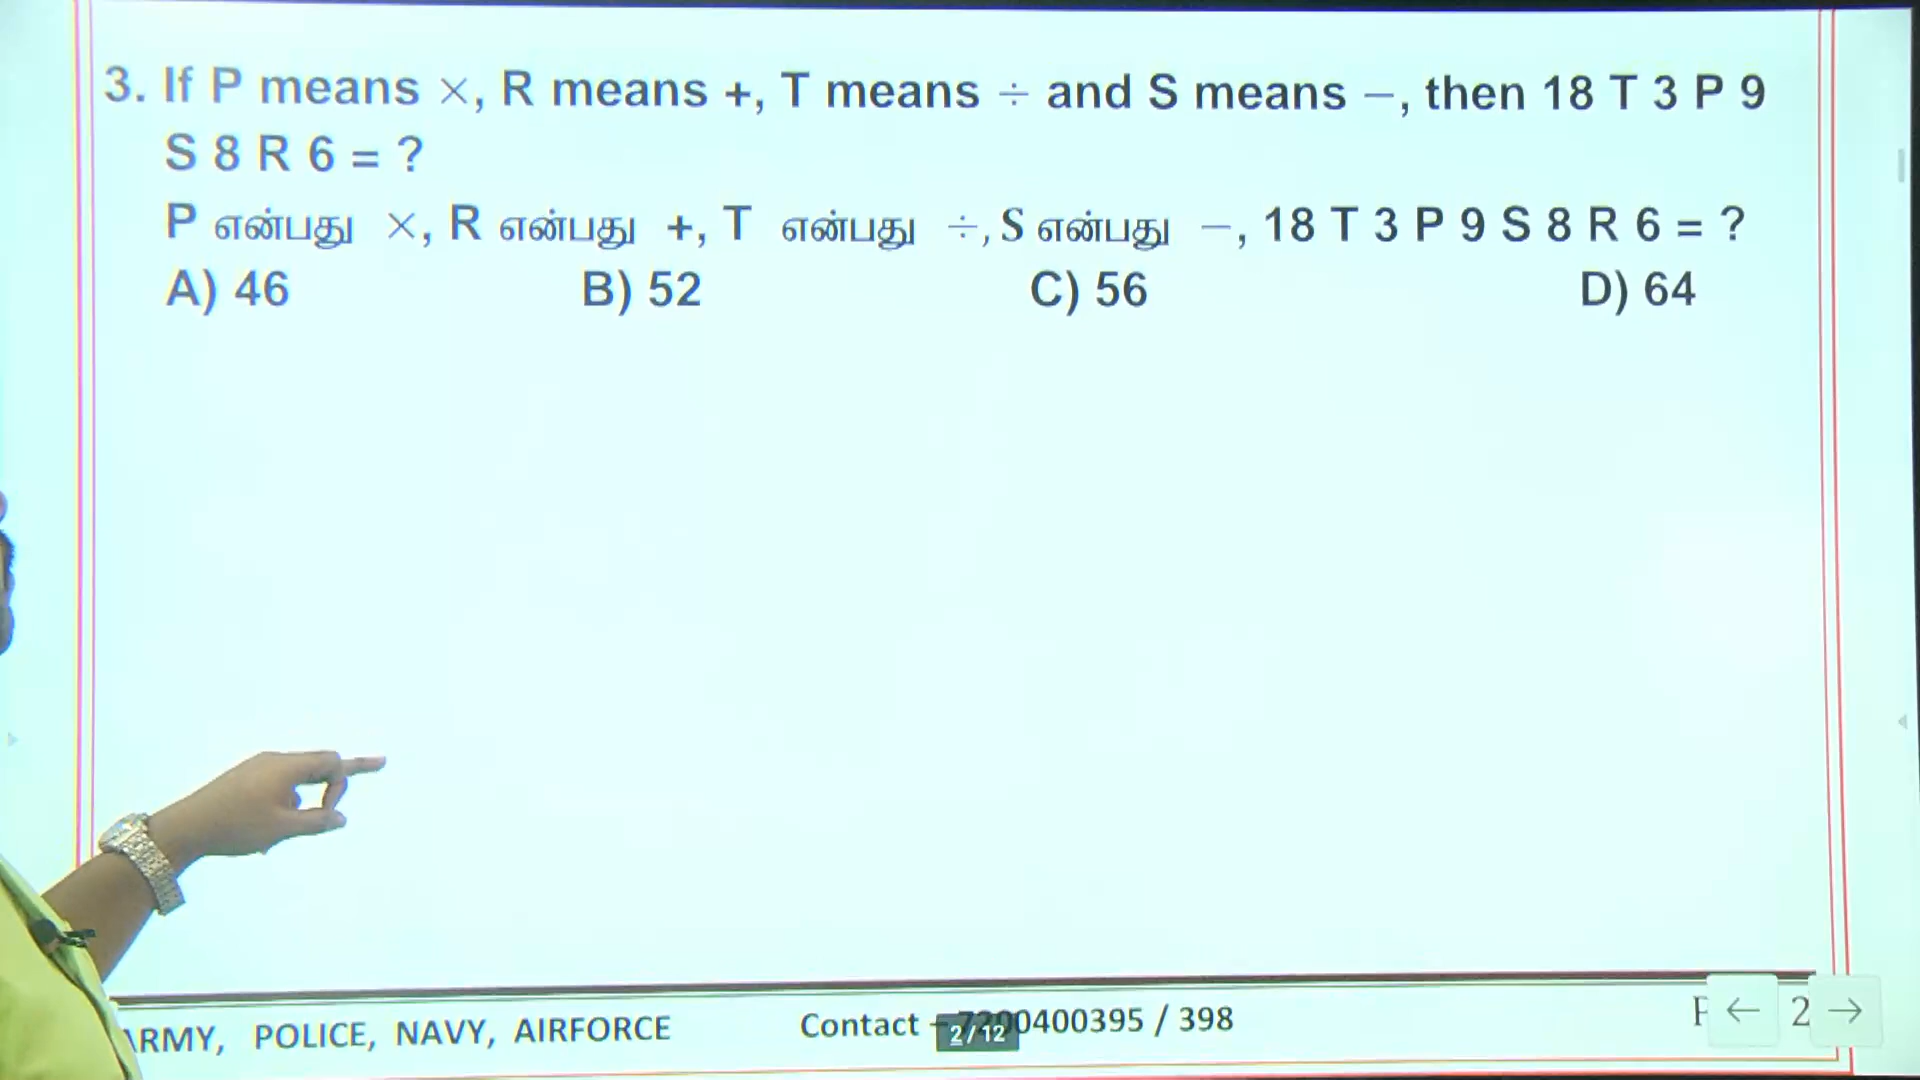 3. If P means ×, R means +, T means ÷ and S means −, then 18 T 3 P 9
S 8 R 6 = ?
P என்பது ×, R என்பது +, T என்பது ÷, S என்பது −, 18 T 3 P 9 S 8 R 6 = ?
A) 46 B) 52 C) 56 D) 64
ARMY, POLICE, NAVY, AIRFORCE Contact – 00400395 / 398 2
2/12